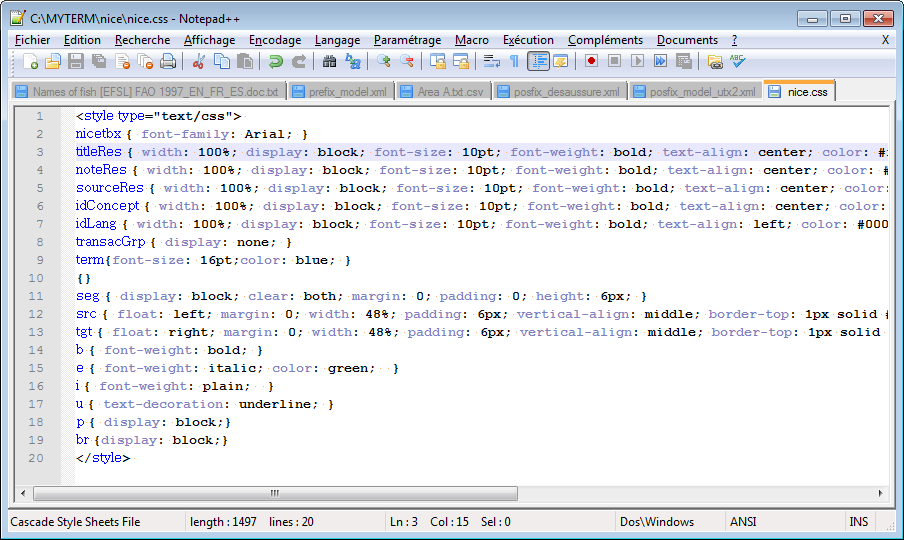 C:\MYTERM\nice\nice.css - Notepad++
Fichier Edition Recherche Affichage Encodage Langage Paramétrage Macro Exécution Compléments Documents ? X
Names of fish [EFSL] FAO 1997_EN_FR_ES.doc.txt prefix_model.xml Area A.txt.csv posfix_desaussure.xml posfix_model_utx2.xml nice.css
1 <style type="text/css">
2 nicetbx { font-family: Arial; }
3 titleRes { width: 100%; display: block; font-size: 10pt; font-weight: bold; text-align: center; color: #
4 noteRes { width: 100%; display: block; font-size: 10pt; font-weight: bold; text-align: center; color: #
5 sourceRes { width: 100%; display: block; font-size: 10pt; font-weight: bold; text-align: center; color:
6 idConcept { width: 100%; display: block; font-size: 10pt; font-weight: bold; text-align: center; color:
7 idLang { width: 100%; display: block; font-size: 10pt; font-weight: bold; text-align: left; color: #000
8 transacGrp { display: none; }
9 term{font-size: 16pt;color: blue; }
10 {}
11 seg { display: block; clear: both; margin: 0; padding: 0; height: 6px; }
12 src { float: left; margin: 0; width: 48%; padding: 6px; vertical-align: middle; border-top: 1px solid #
13 tgt { float: right; margin: 0; width: 48%; padding: 6px; vertical-align: middle; border-top: 1px solid
14 b { font-weight: bold; }
15 e { font-weight: italic; color: green;  }
16 i { font-weight: plain;  }
17 u { text-decoration: underline; }
18 p { display: block;}
19 br {display: block;}
20 </style>
Cascade Style Sheets File length : 1497 lines : 20 Ln : 3 Col : 15 Sel : 0 Dos\Windows ANSI INS